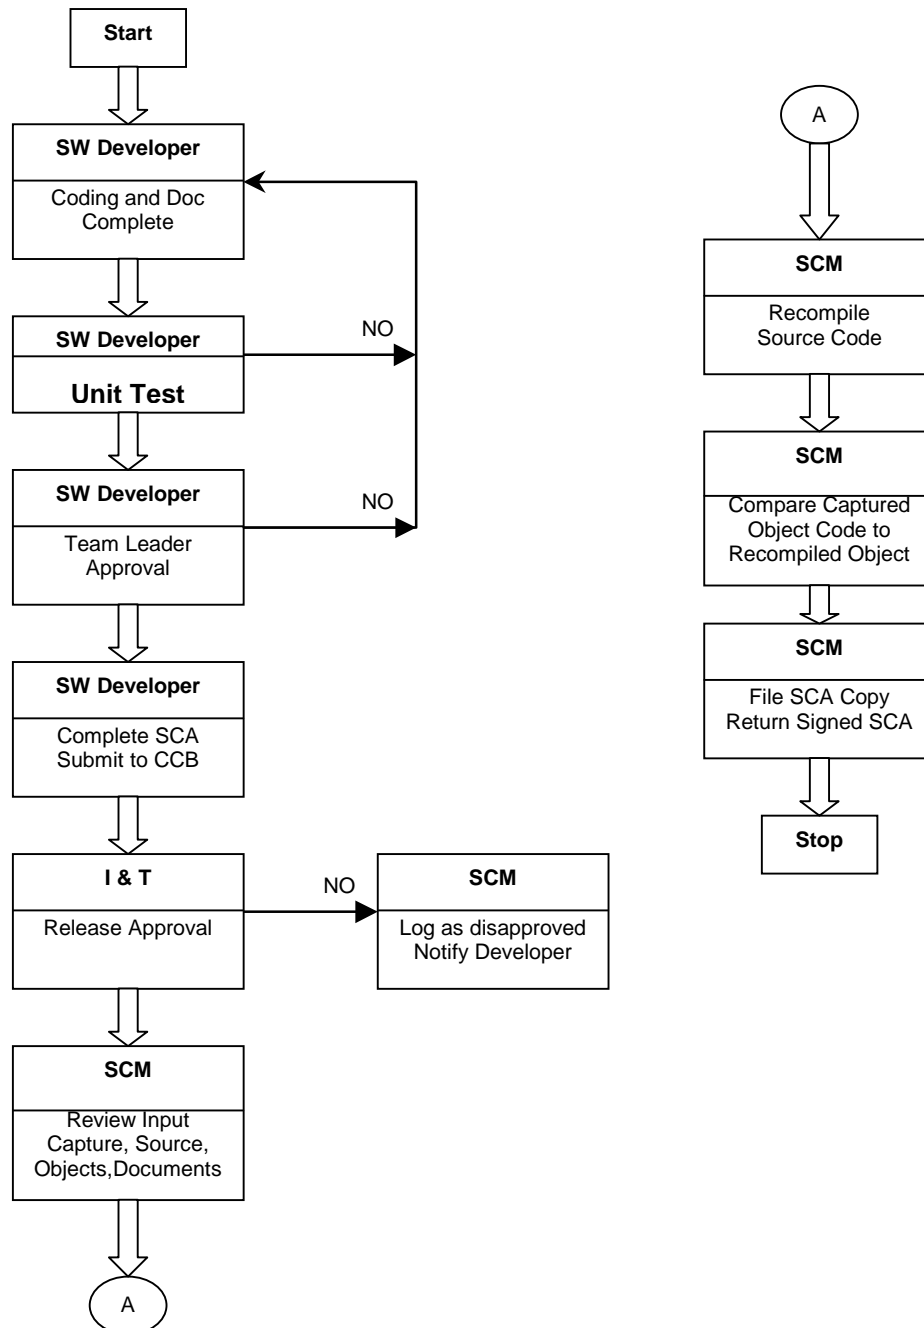 Start
SW Developer
Coding and Doc
Complete
SW Developer
NO
Unit Test
SW Developer
NO
Team Leader
Approval
SW Developer
Complete SCA
Submit to CCB
I & T
NO
Release Approval
SCM
Log as disapproved
Notify Developer
SCM
Review Input
Capture, Source,
Objects,Documents
A
A
SCM
Recompile
Source Code
SCM
Compare Captured
Object Code to
Recompiled Object
SCM
File SCA Copy
Return Signed SCA
Stop